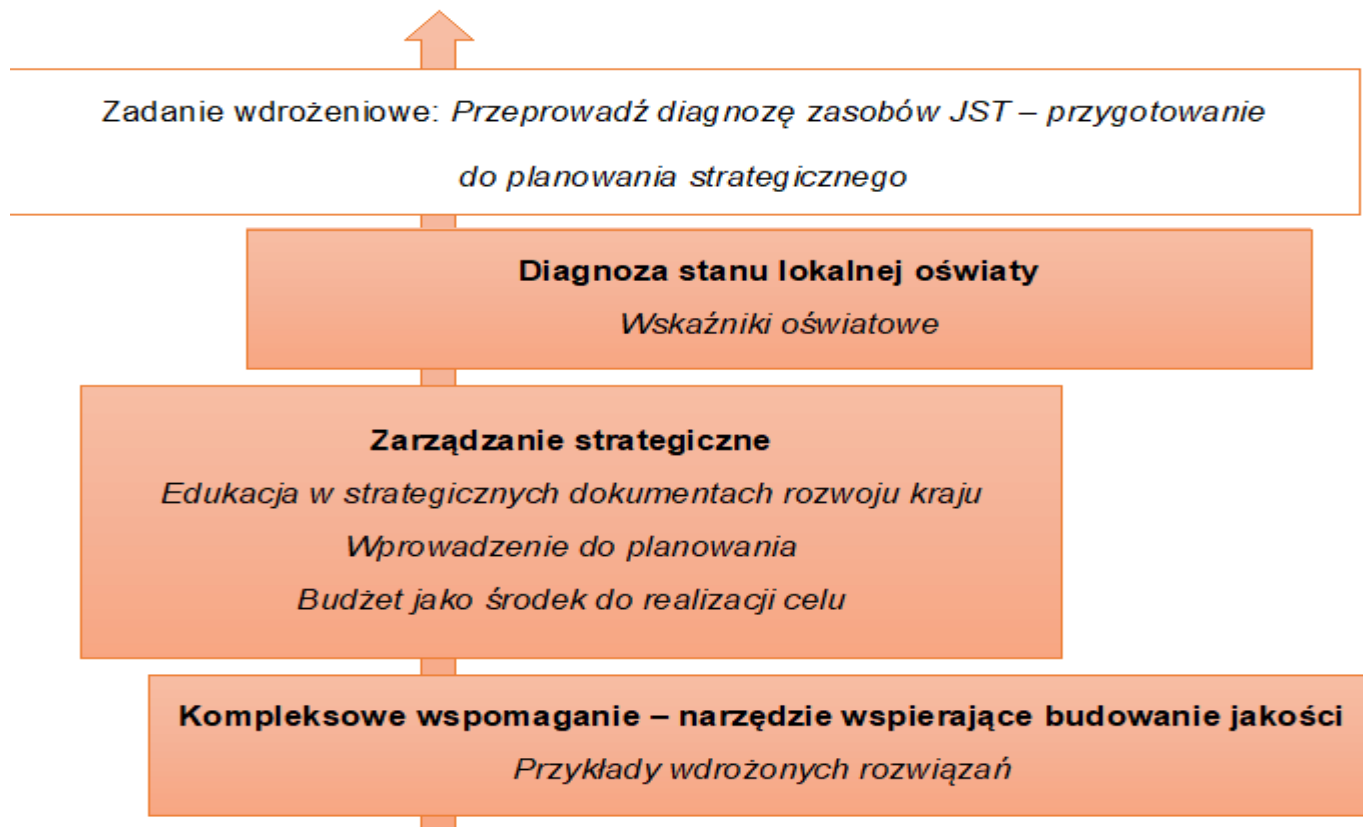 Zadanie wdrożeniowe: Przeprowadź diagnozę zasobów JST – przygotowanie
do planowania strategicznego
Diagnoza stanu lokalnej oświaty
Wskaźniki oświatowe
Zarządzanie strategiczne
Edukacja w strategicznych dokumentach rozwoju kraju
Wprowadzenie do planowania
Budżet jako środek do realizacji celu
Kompleksowe wspomaganie – narzędzie wspierające budowanie jakości
Przykłady wdrożonych rozwiązań